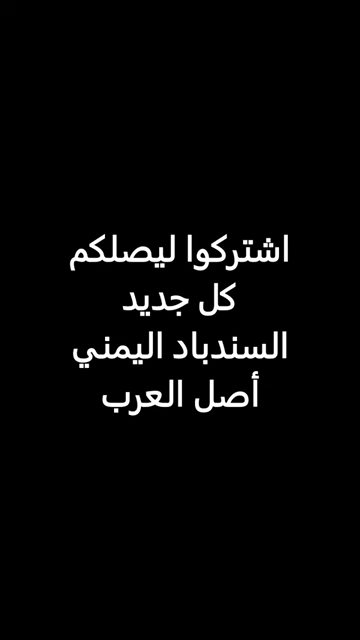 اشتركوا ليصلكم
كل جديد
السندباد اليمني
أصل العرب